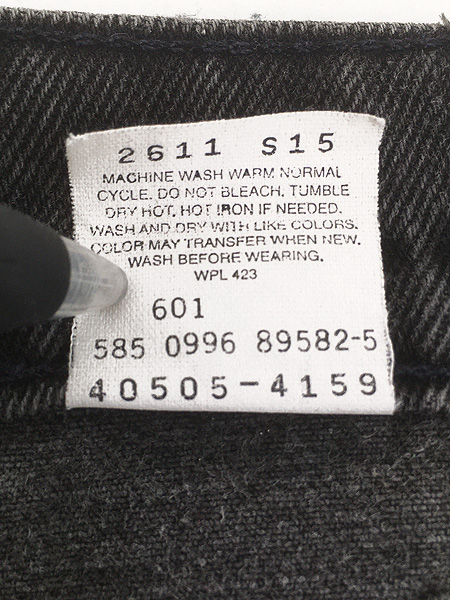 2611 S15
MACHINE WASH WARM NORMAL
CYCLE. DO NOT BLEACH. TUMBLE
DRY HOT. HOT IRON IF NEEDED.
WASH AND DRY WITH LIKE COLORS.
COLOR MAY TRANSFER WHEN NEW.
WASH BEFORE WEARING.
WPL 423
601
585 0996 89582-5
40505-4159